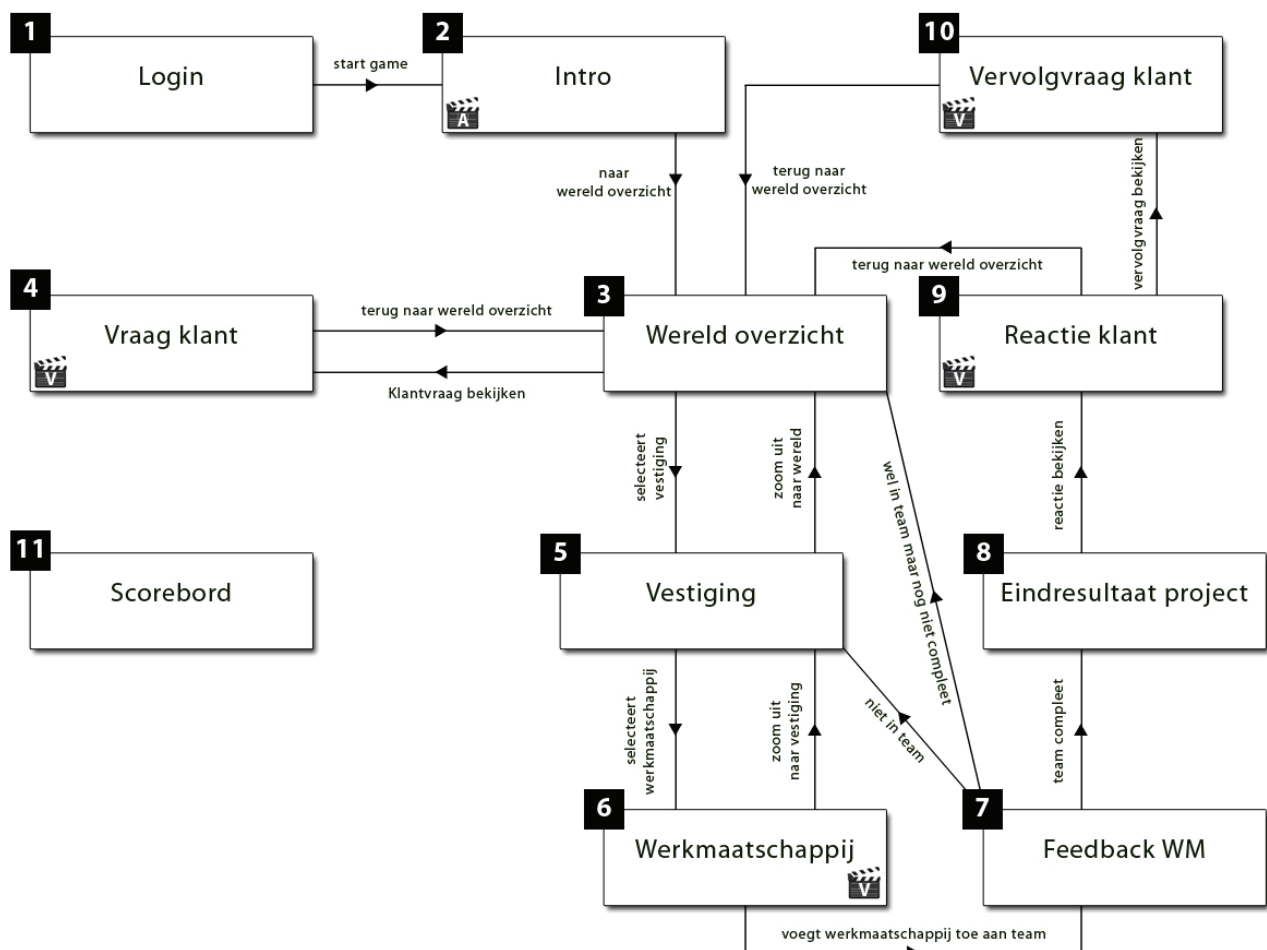 1
Login
start game
2
Intro
A
10
Vervolgvraag klant
V
naar
wereld overzicht
terug naar
wereld overzicht
vervolgvraag bekijken
terug naar wereld overzicht
4
Vraag klant
V
terug naar wereld overzicht
Klantvraag bekijken
3
Wereld overzicht
9
Reactie klant
V
selecteert
vestiging
zoom uit
naar wereld
wel in team maar nog niet compleet
reactie bekijken
11
Scorebord
5
Vestiging
8
Eindresultaat project
selecteert
werkmaatschappij
zoom uit
naar vestiging
niet in team
team compleet
6
Werkmaatschappij
V
7
Feedback WM
voegt werkmaatschappij toe aan team